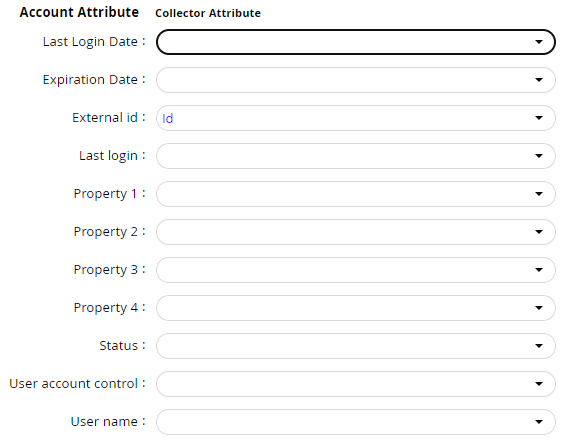 Account Attribute Collector Attribute
Last Login Date :
Expiration Date :
External id : Id
Last login :
Property 1 :
Property 2 :
Property 3 :
Property 4 :
Status :
User account control :
User name :